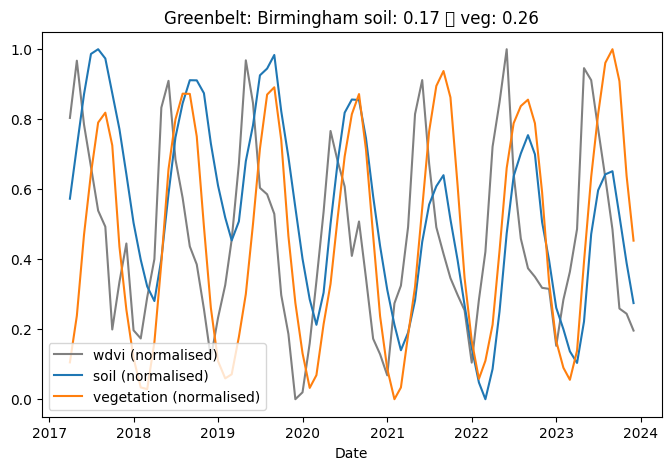 Greenbelt: Birmingham soil: 0.17 ▯ veg: 0.26
1.0
0.8
0.6
0.4
0.2
0.0
wdvi (normalised)
soil (normalised)
vegetation (normalised)
2017 2018 2019 2020 2021 2022 2023 2024
Date